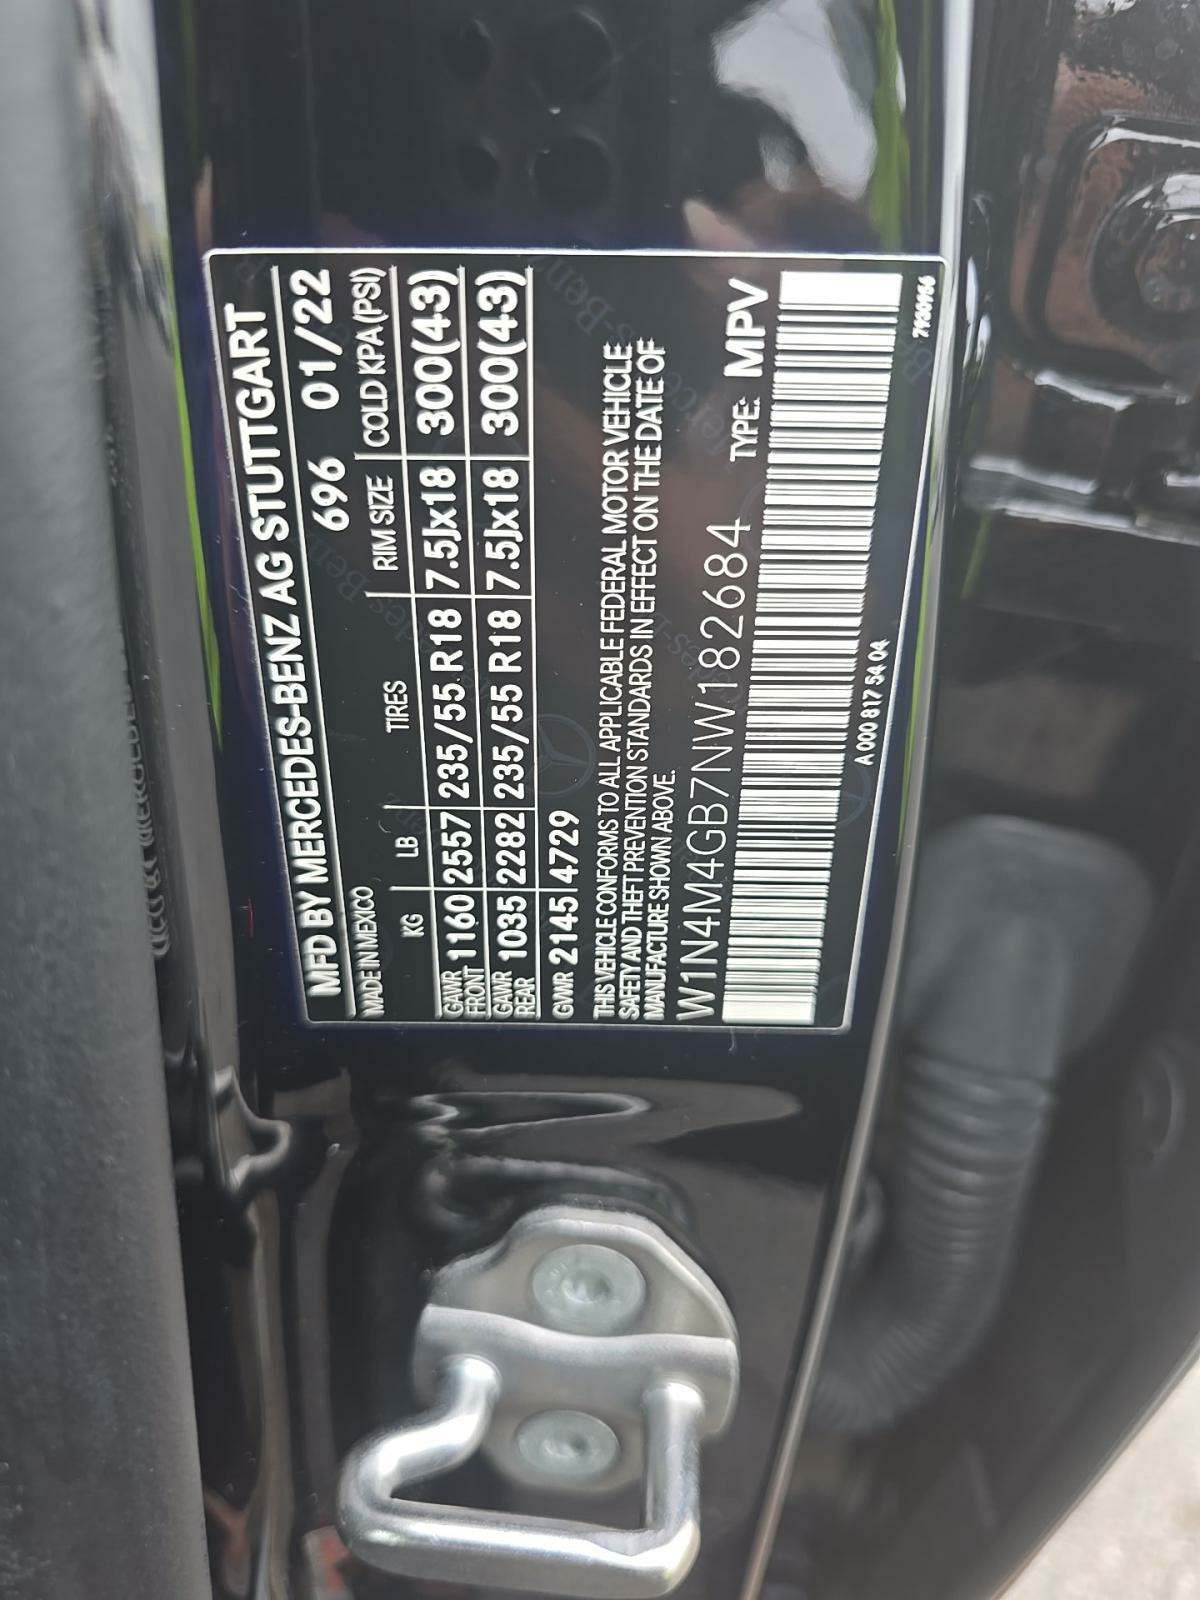 MFD BY MERCEDES-BENZ AG STUTTGART
696 01/22
MADE IN MEXICO
KG LB TIRES RIM SIZE COLD KPA (PSI)
GAWR FRONT 1160 2557 235/55 R18 7.5Jx18 300(43)
GAWR REAR 1035 2282 235/55 R18 7.5Jx18 300(43)
GVWR 2145 4729
THIS VEHICLE CONFORMS TO ALL APPLICABLE FEDERAL MOTOR VEHICLE
SAFETY AND THEFT PREVENTION STANDARDS IN EFFECT ON THE DATE OF
MANUFACTURE SHOWN ABOVE.
W1N4M4GB7NW182684 TYPE: MPV
A 000 817 54 04